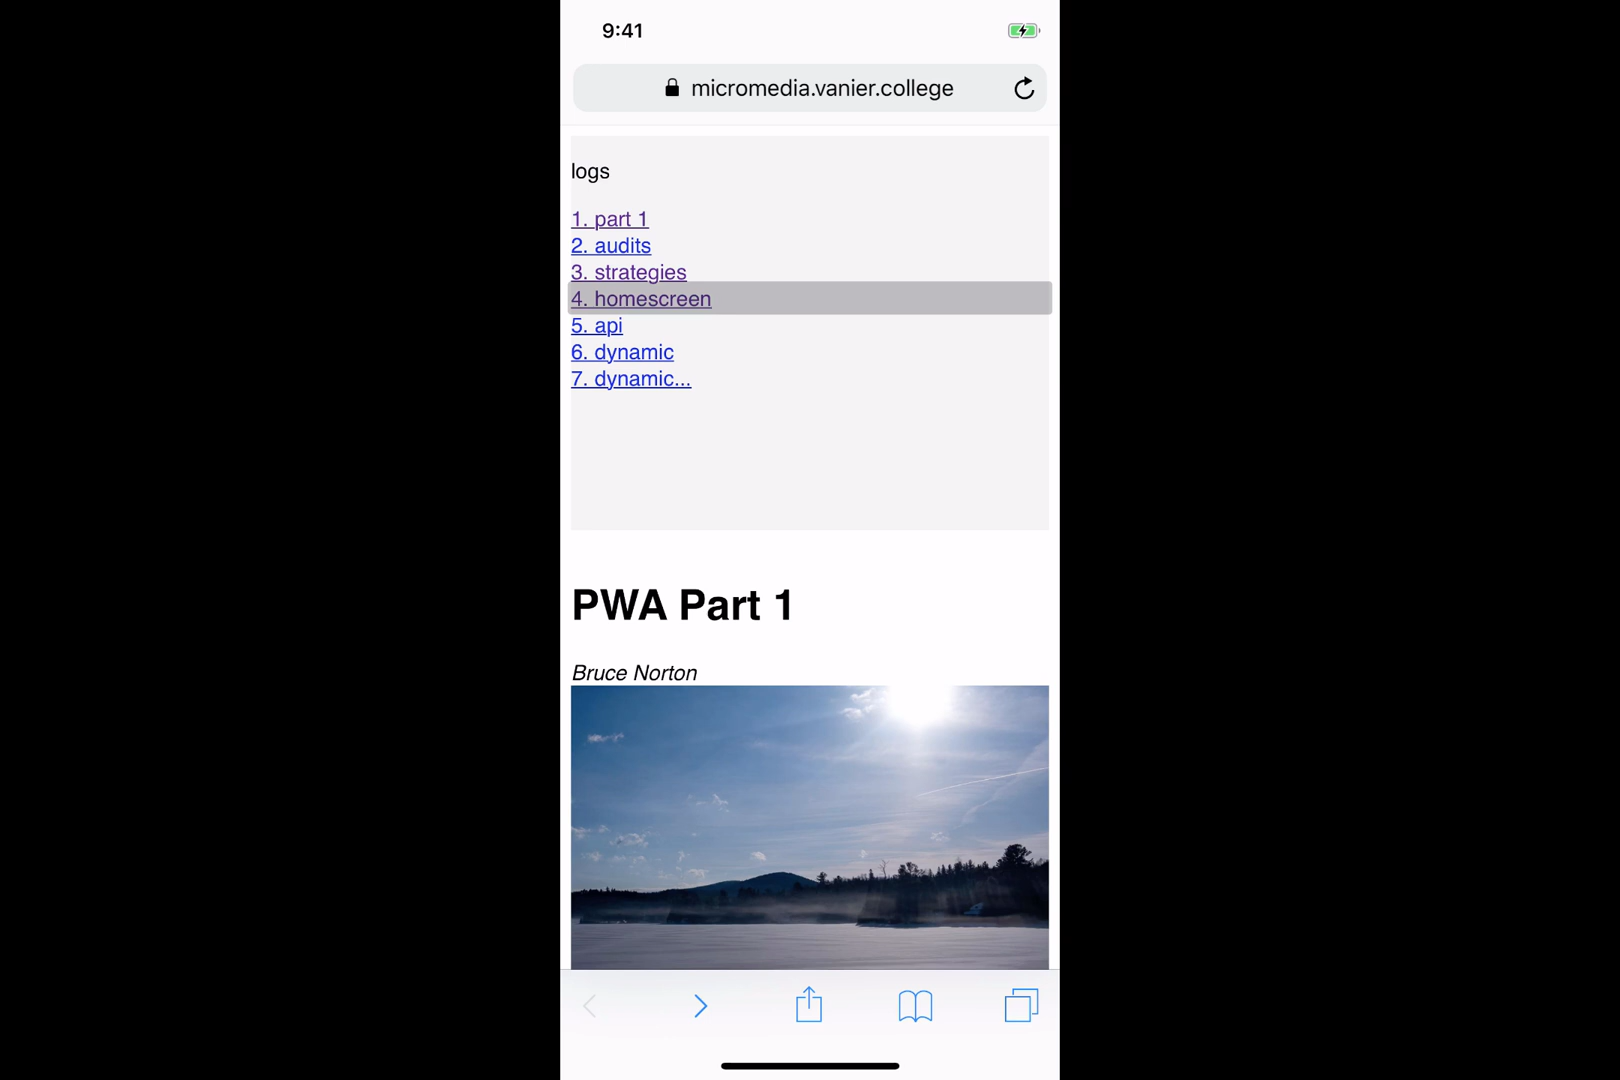 9:41
micromedia.vanier.college
logs
1. part 1
2. audits
3. strategies
4. homescreen
5. api
6. dynamic
7. dynamic...
PWA Part 1
Bruce Norton